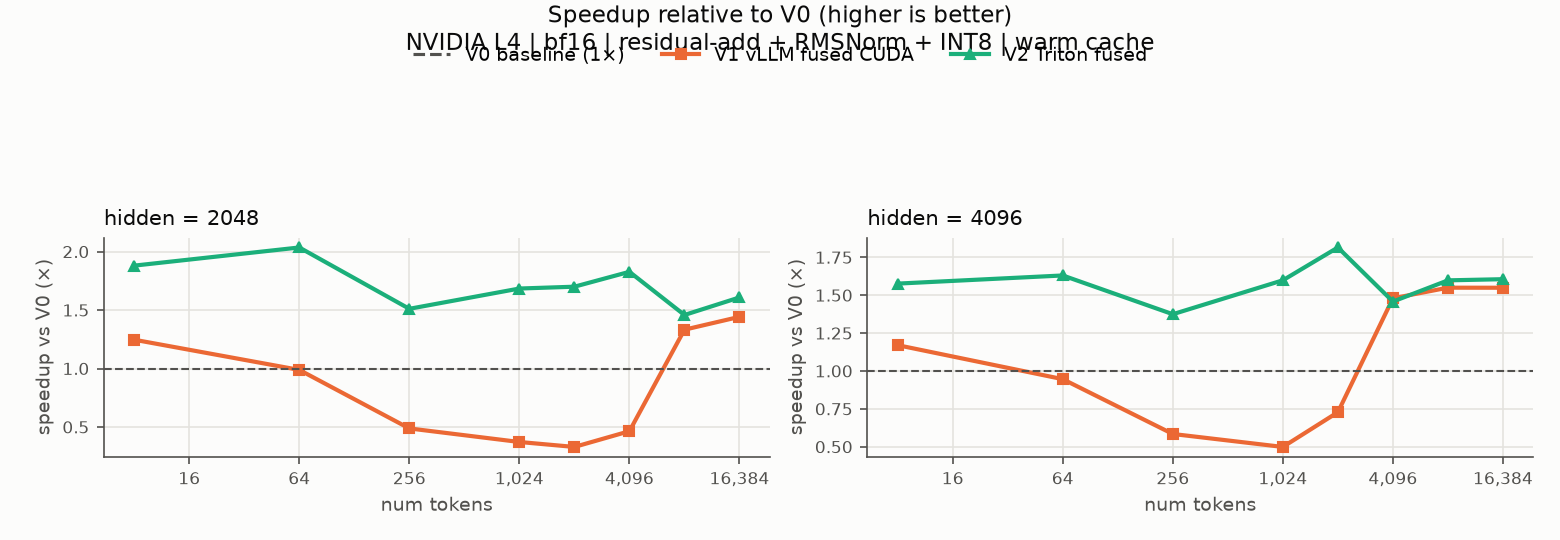 Speedup relative to V0 (higher is better)
NVIDIA L4 | bf16 | residual-add + RMSNorm + INT8 | warm cache
V0 baseline (1×) V1 vLLM fused CUDA V2 Triton fused
hidden = 2048
speedup vs V0 (×)
2.0
1.5
1.0
0.5
16 64 256 1,024 4,096 16,384
num tokens
hidden = 4096
speedup vs V0 (×)
1.75
1.50
1.25
1.00
0.75
0.50
16 64 256 1,024 4,096 16,384
num tokens